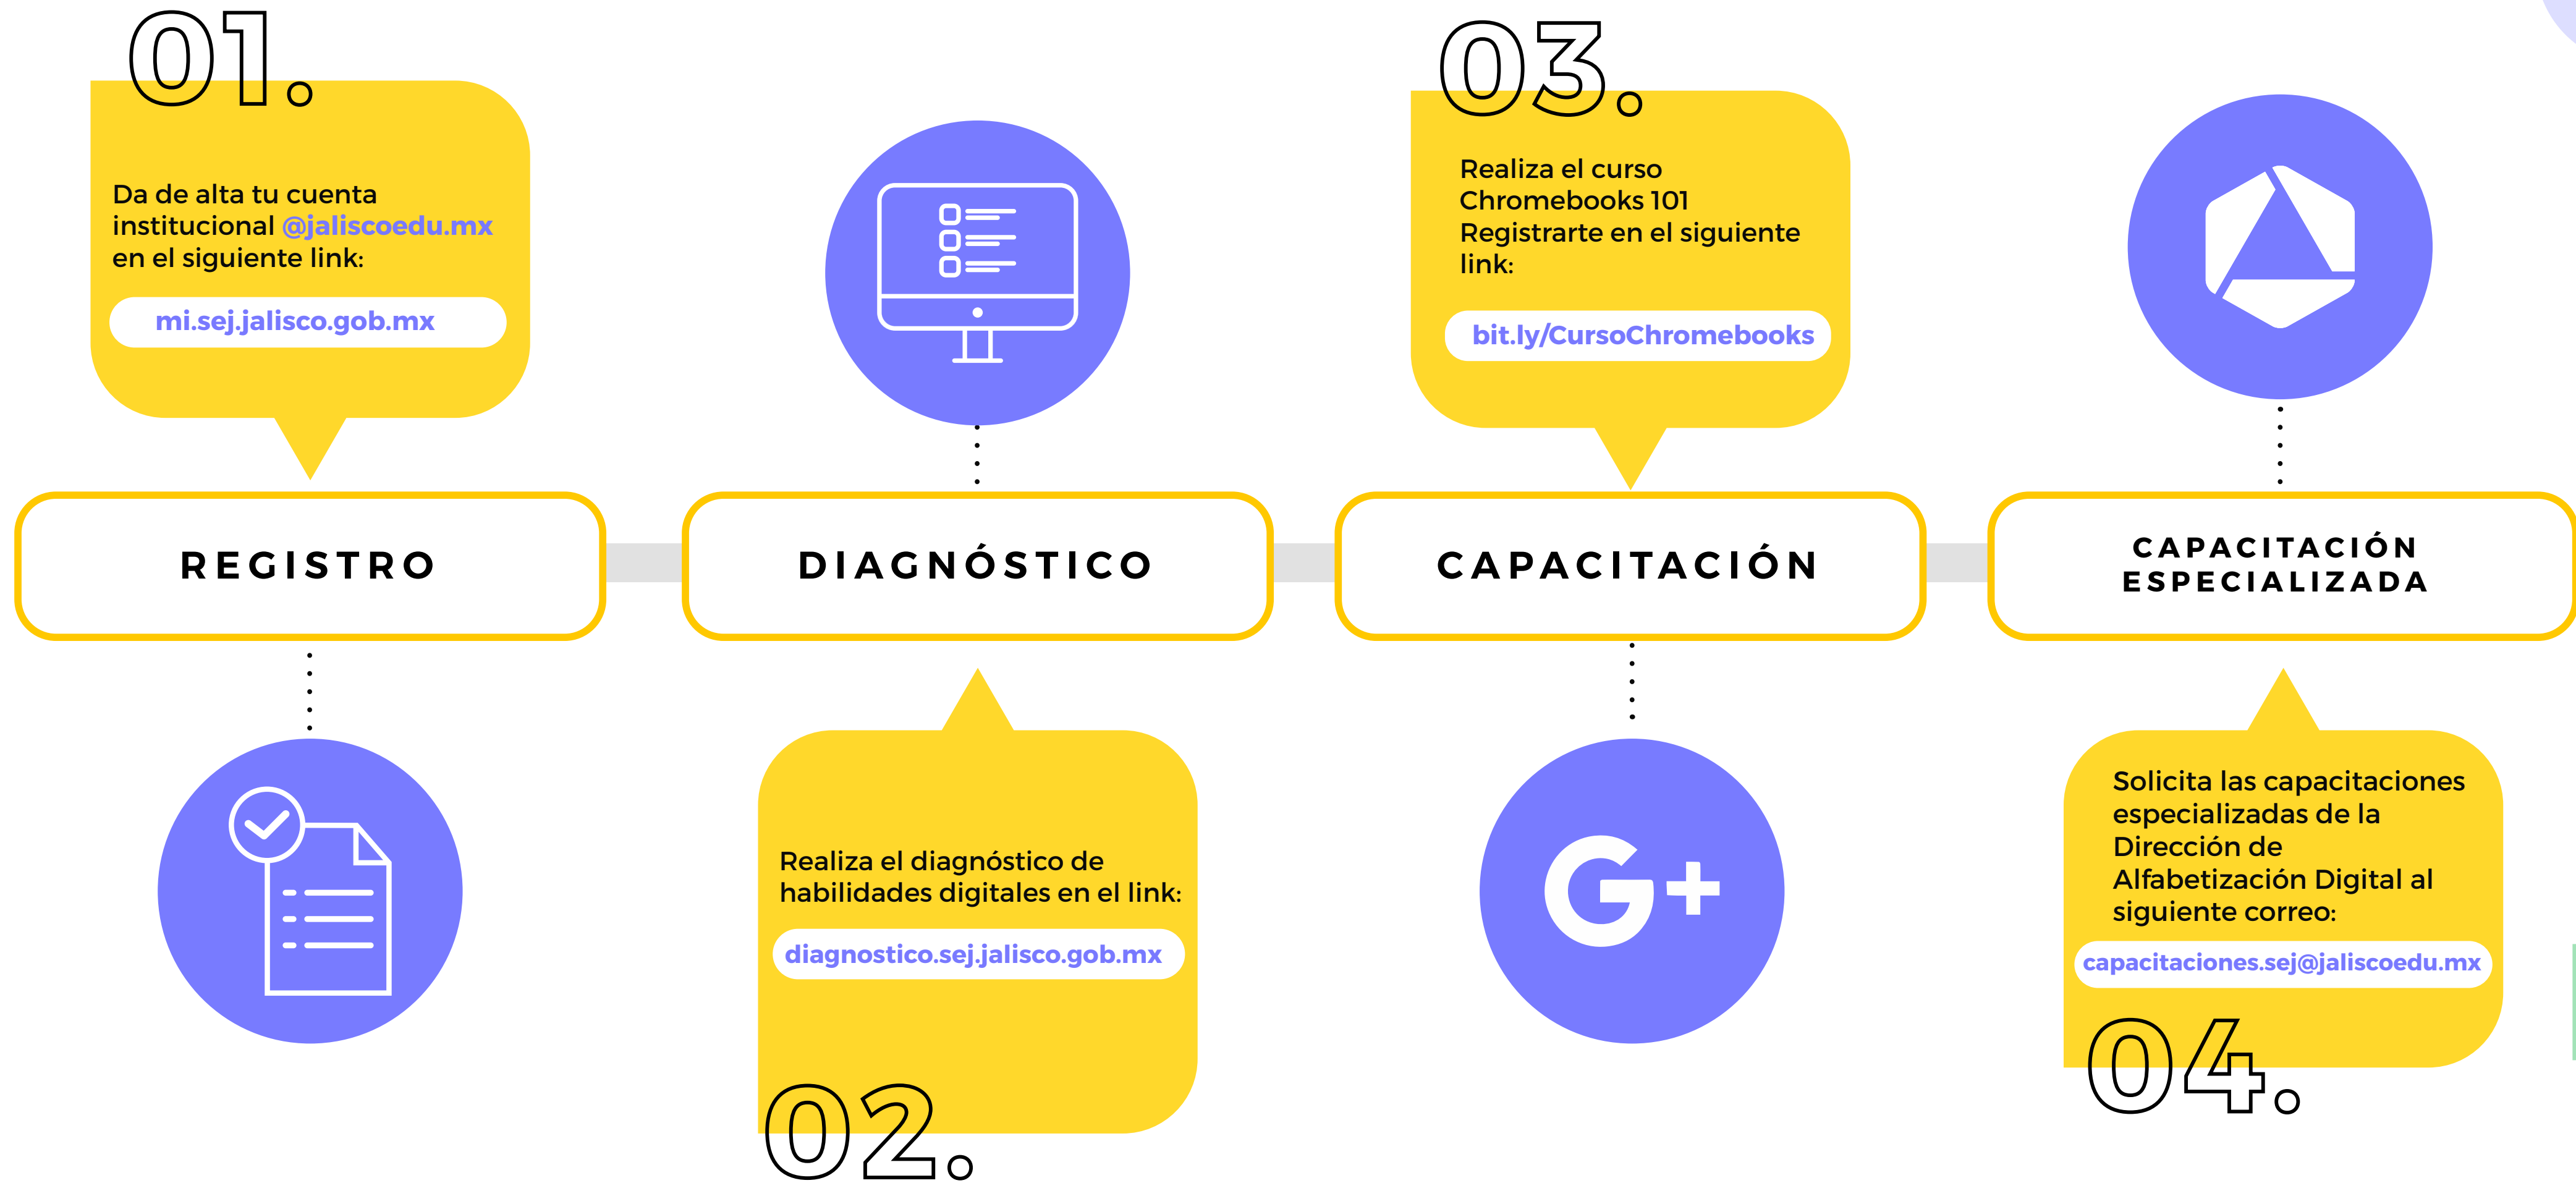 01.
Da de alta tu cuenta
institucional @jaliscoedu.mx
en el siguiente link:
mi.sej.jalisco.gob.mx
REGISTRO
DIAGNÓSTICO
Realiza el diagnóstico de
habilidades digitales en el link:
diagnostico.sej.jalisco.gob.mx
02.
03.
Realiza el curso
Chromebooks 101
Registrarte en el siguiente
link:
bit.ly/CursoChromebooks
CAPACITACIÓN
G+
CAPACITACIÓN
ESPECIALIZADA
Solicita las capacitaciones
especializadas de la
Dirección de
Alfabetización Digital al
siguiente correo:
capacitaciones.sej@jaliscoedu.mx
04.